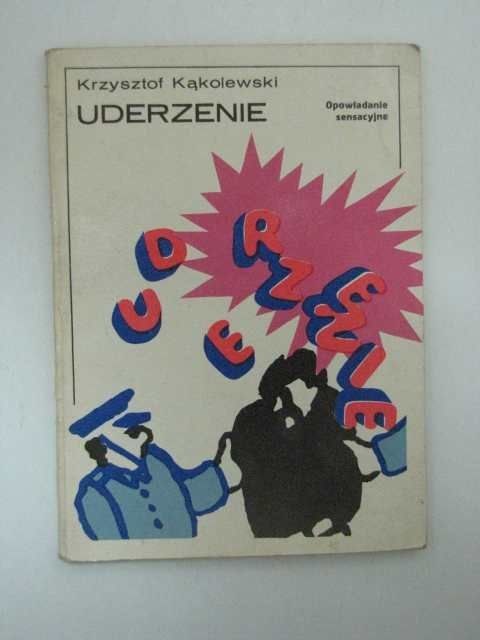 Krzysztof Kąkolewski
UDERZENIE
Opowiadanie
sensacyjne
UDERZENIE